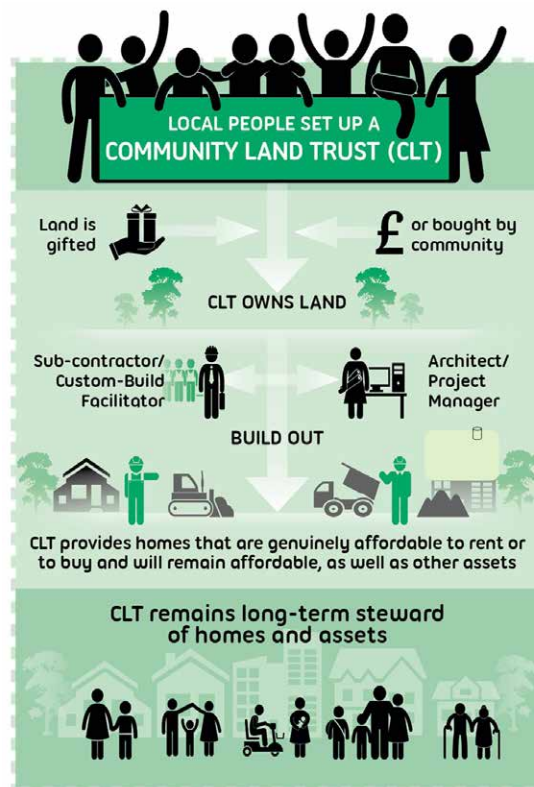 LOCAL PEOPLE SET UP A
COMMUNITY LAND TRUST (CLT)
Land is
gifted
£ or bought by
community
CLT OWNS LAND
Sub-contractor/
Custom-Build
Facilitator
Architect/
Project
Manager
BUILD OUT
CLT provides homes that are genuinely affordable to rent or
to buy and will remain affordable, as well as other assets
CLT remains long-term steward
of homes and assets